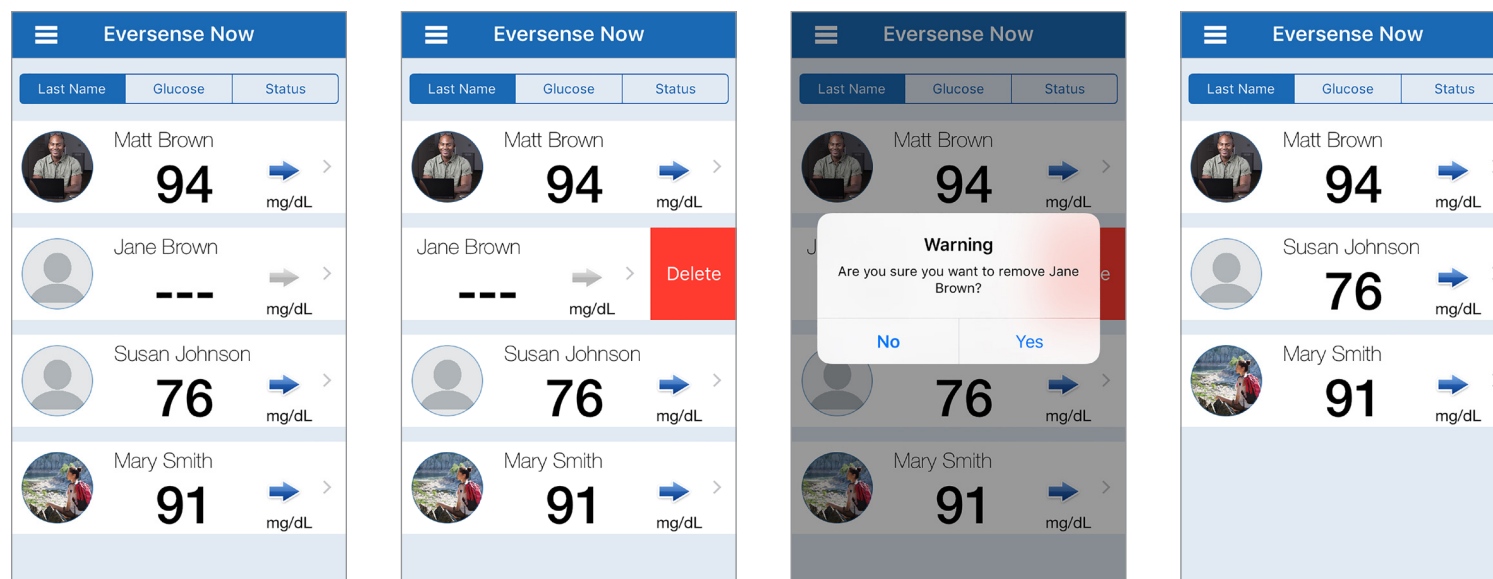 Eversense Now
Last Name Glucose Status
Matt Brown
94
mg/dL
Jane Brown
---
mg/dL
Susan Johnson
76
mg/dL
Mary Smith
91
mg/dL
Eversense Now
Last Name Glucose Status
Matt Brown
94
mg/dL
Jane Brown
---
mg/dL
Delete
Susan Johnson
76
mg/dL
Mary Smith
91
mg/dL
Eversense Now
Last Name Glucose Status
Matt Brown
94
mg/dL
J
e
Warning
Are you sure you want to remove Jane
Brown?
No Yes
76
mg/dL
Mary Smith
91
mg/dL
Eversense Now
Last Name Glucose Status
Matt Brown
94
mg/dL
Susan Johnson
76
mg/dL
Mary Smith
91
mg/dL